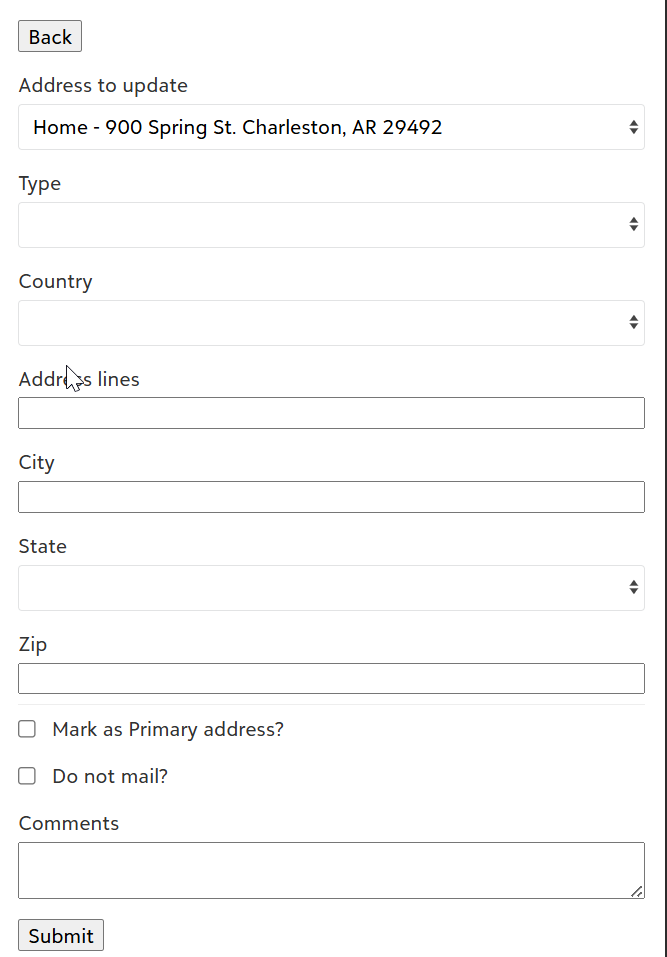 Back
Address to update
Home - 900 Spring St. Charleston, AR 29492
Type
Country
Address lines
City
State
Zip
Mark as Primary address?
Do not mail?
Comments
Submit